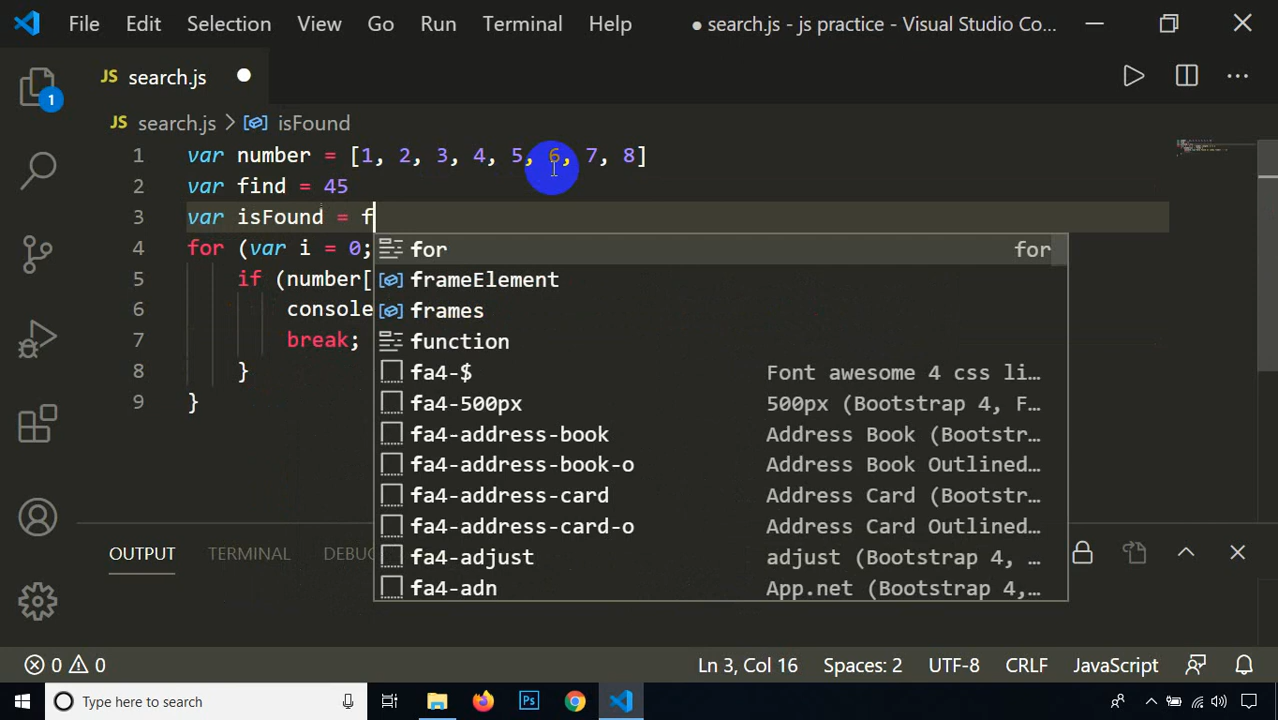 File Edit Selection View Go Run Terminal Help ● search.js - js practice - Visual Studio Co...
JS search.js ●
JS search.js > isFound
1 var number = [1, 2, 3, 4, 5, 6, 7, 8]
2 var find = 45
3 var isFound = f
4 for (var i = 0;
for for
frameElement
5 if (number[
frames
6 console
function
7 break;
fa4-$ Font awesome 4 css li...
8 }
fa4-500px 500px (Bootstrap 4, F...
9 }
fa4-address-book Address Book (Bootstr...
fa4-address-book-o Address Book Outlined...
fa4-address-card Address Card (Bootstr...
fa4-address-card-o Address Card Outlined...
fa4-adjust adjust (Bootstrap 4, ...
fa4-adn App.net (Bootstrap 4,...
1
OUTPUT TERMINAL DEBU
0 0 Ln 3, Col 16 Spaces: 2 UTF-8 CRLF JavaScript
Type here to search Ps